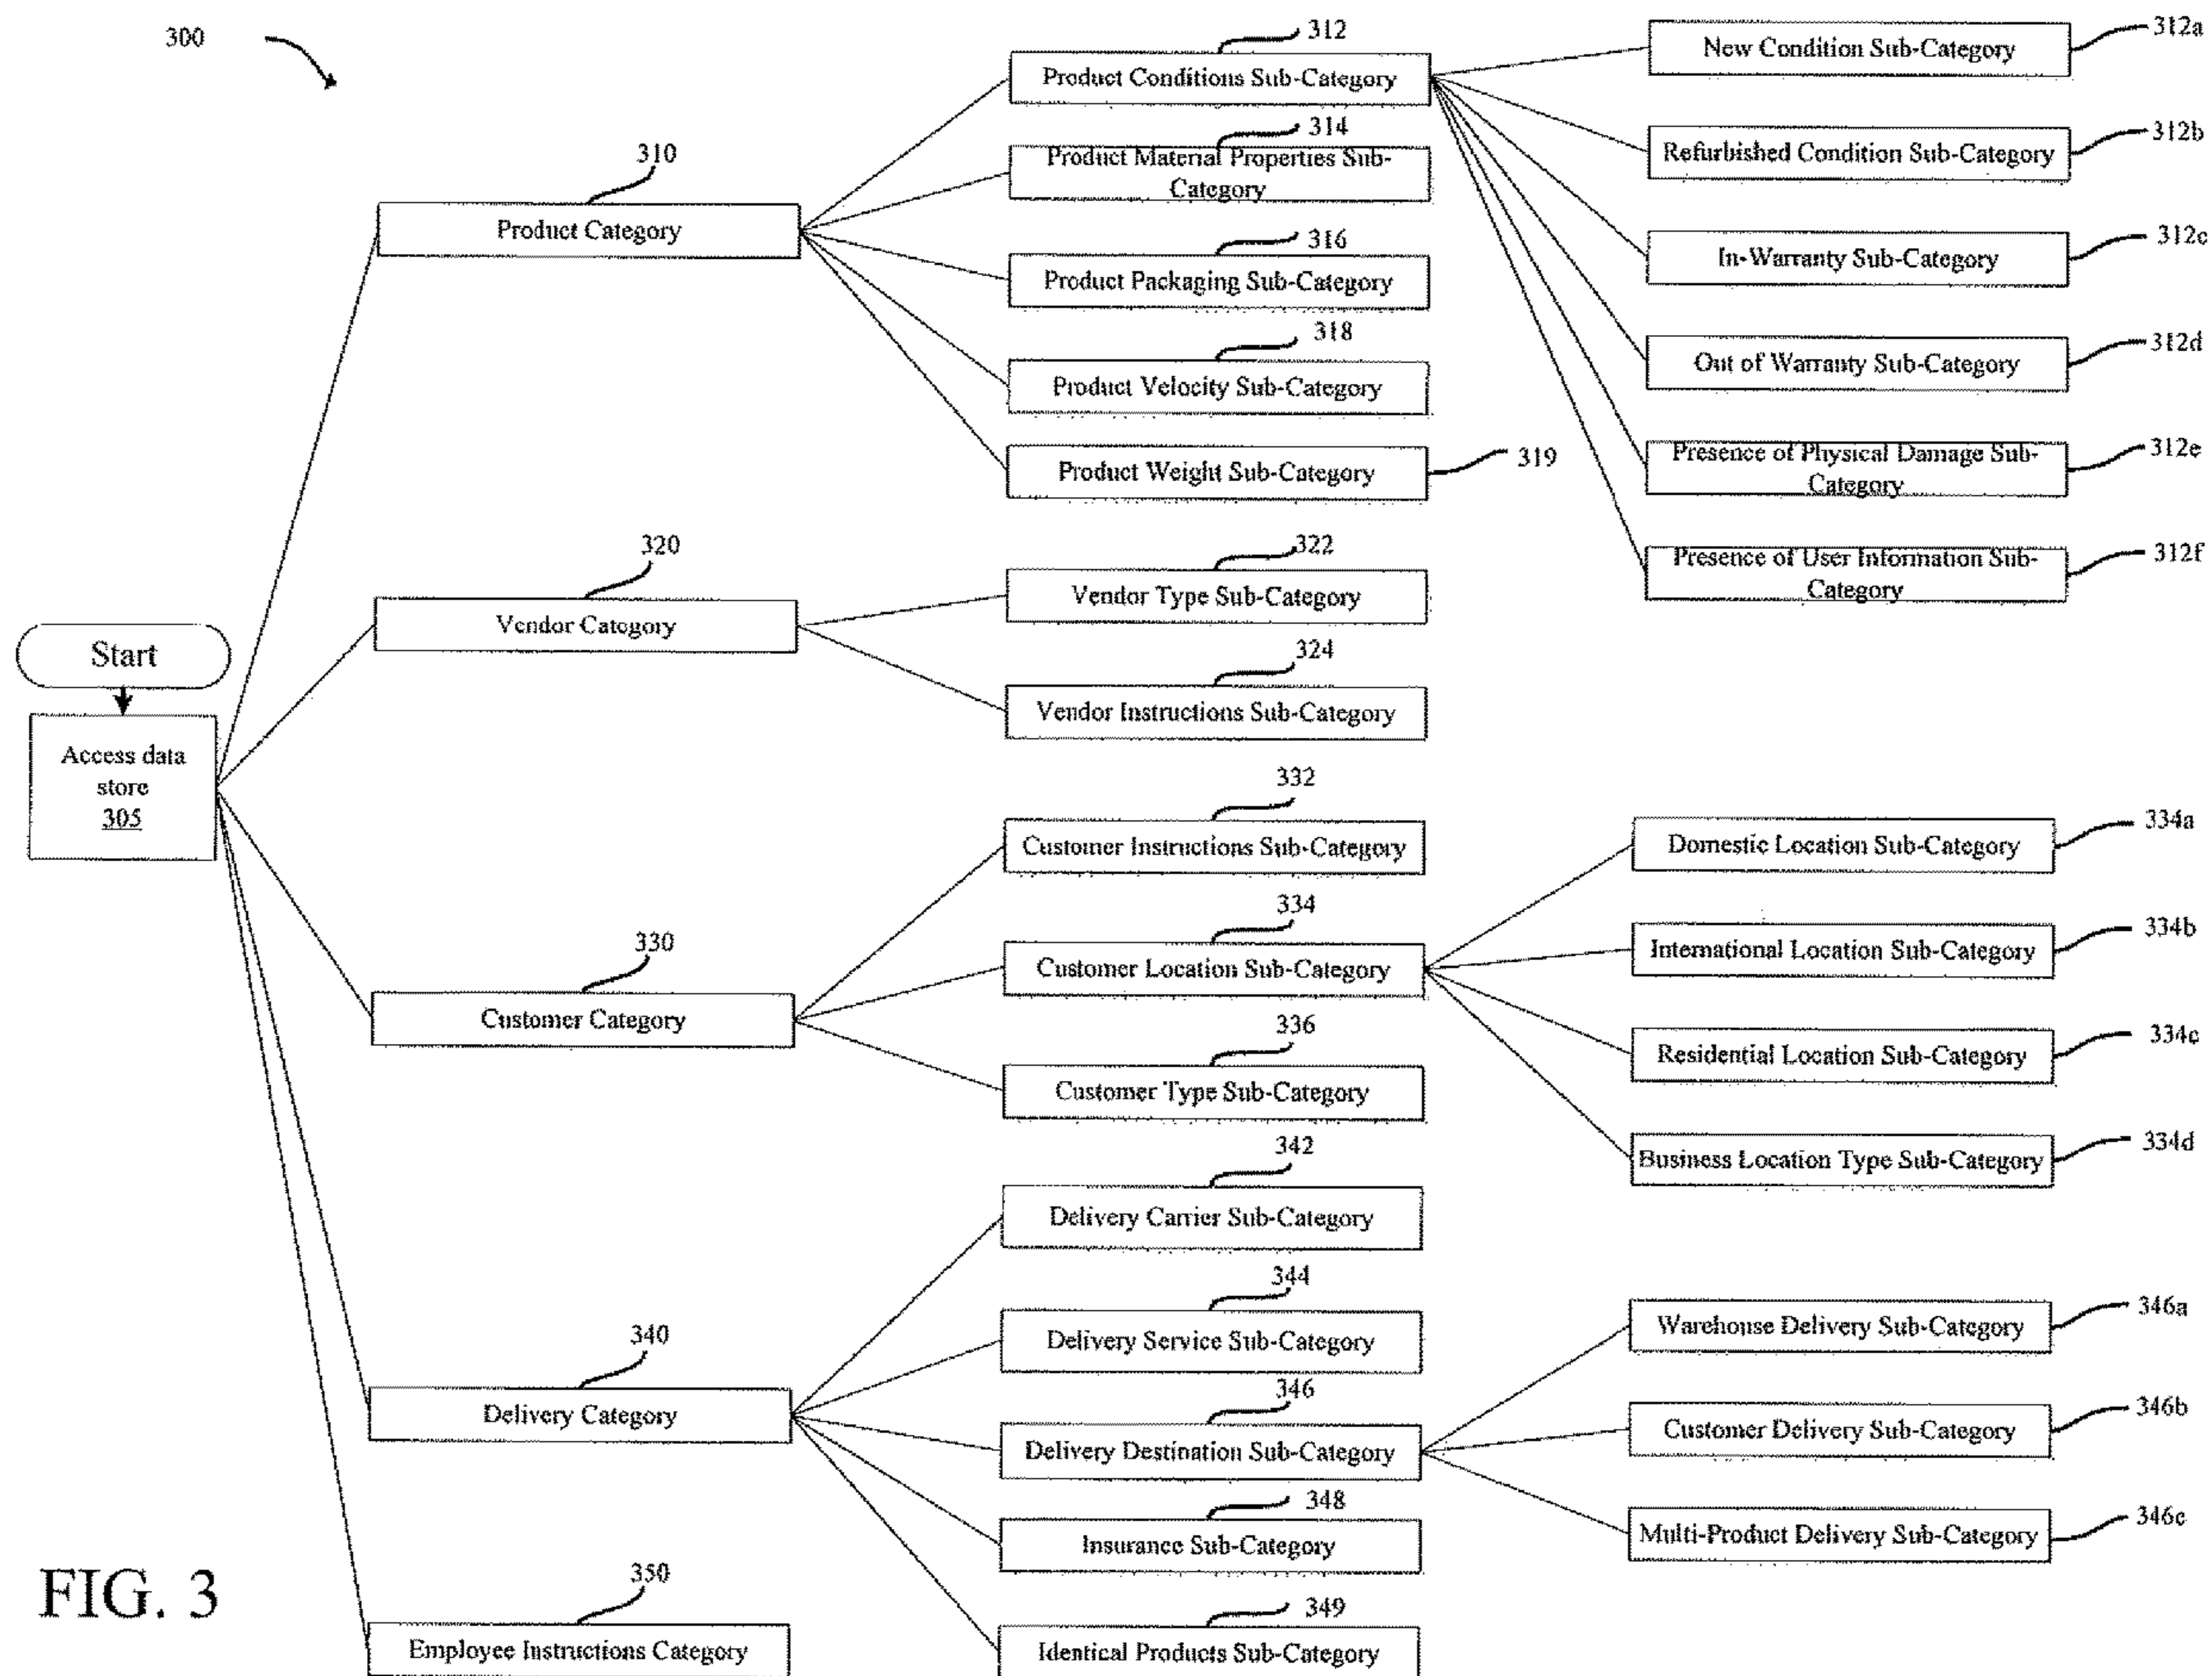 300
312
Product Conditions Sub-Category
New Condition Sub-Category
312a
314
Product Material Properties Sub-
Category
Refurbished Condition Sub-Category
312b
310
Product Category
316
Product Packaging Sub-Category
In-Warranty Sub-Category
312c
318
Product Velocity Sub-Category
Out of Warranty Sub-Category
312d
Product Weight Sub-Category
319
Presence of Physical Damage Sub-
Category
312e
320
Vendor Category
322
Vendor Type Sub-Category
Presence of User Information Sub-
Category
312f
324
Vendor Instructions Sub-Category
Start
Access data
store
305
332
Customer Instructions Sub-Category
Domestic Location Sub-Category
334a
330
Customer Category
334
Customer Location Sub-Category
International Location Sub-Category
334b
336
Customer Type Sub-Category
Residential Location Sub-Category
334c
342
Delivery Carrier Sub-Category
Business Location Type Sub-Category
334d
340
Delivery Category
344
Delivery Service Sub-Category
Warehouse Delivery Sub-Category
346a
346
Delivery Destination Sub-Category
Customer Delivery Sub-Category
346b
348
Insurance Sub-Category
Multi-Product Delivery Sub-Category
346c
FIG. 3
350
Employee Instructions Category
349
Identical Products Sub-Category